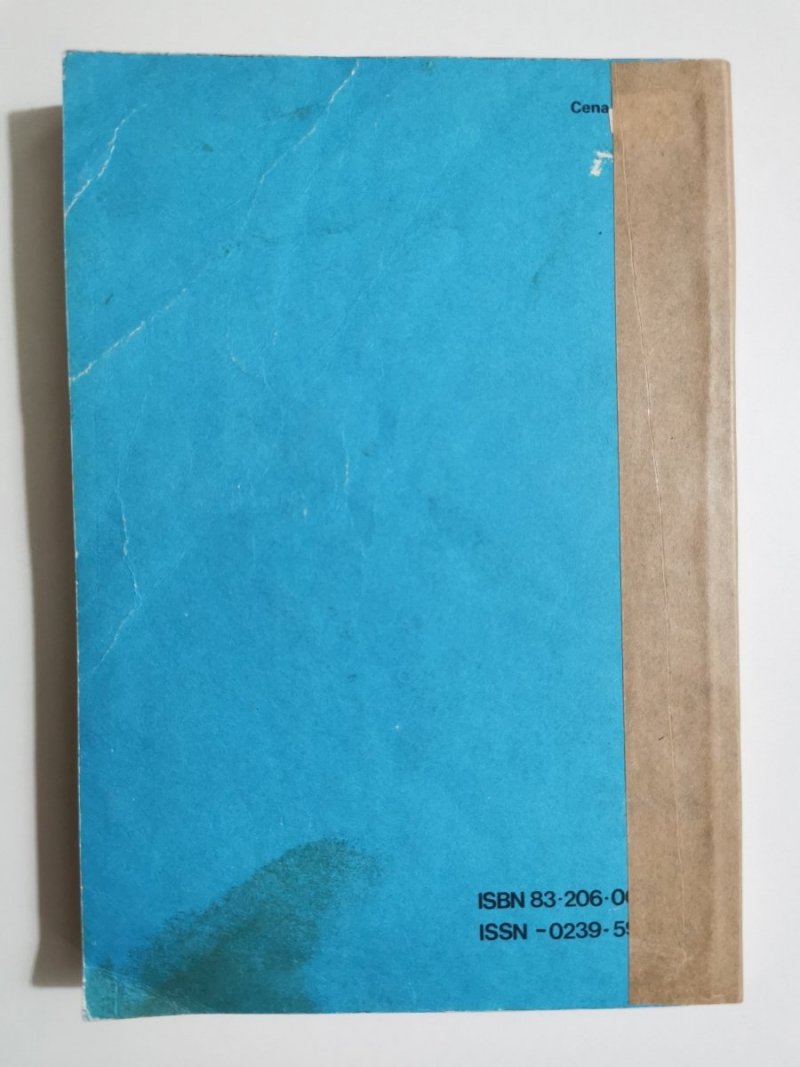 Cena
ISBN 83-206-0
ISSN -0239-5